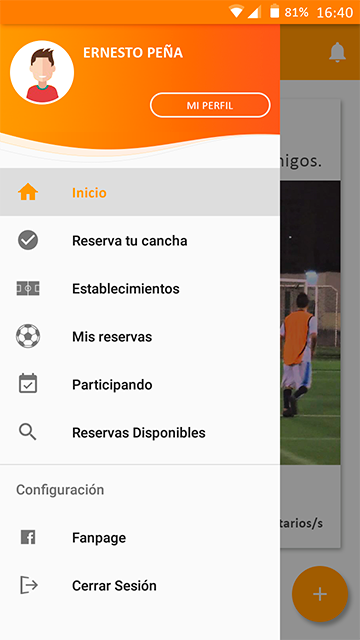 81% 16:40
ERNESTO PEÑA
MI PERFIL
nigos.
Inicio
Reserva tu cancha
Establecimientos
Mis reservas
Participando
Reservas Disponibles
Configuración
tarios/s
Fanpage
Cerrar Sesión